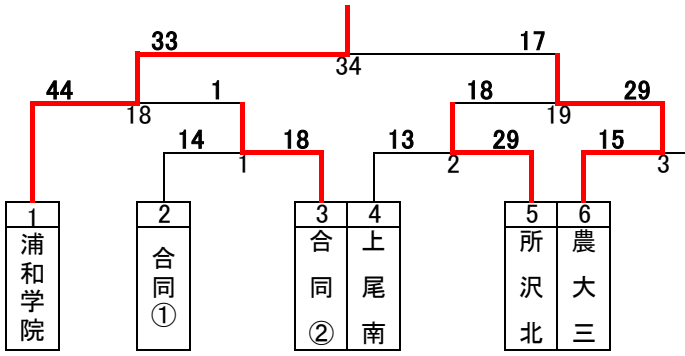 33 17
34
44 1 18 29
18 19
14 18 13 29 15
1 2 3
1 2 3 4 5 6
浦和学院
合同①
合同②
上尾南
所沢北
農大三